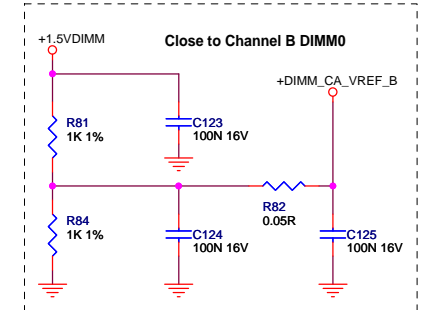 +1.5VDIMM
Close to Channel B DIMM0
+DIMM_CA_VREF_B
R81
1K 1%
C123
100N 16V
R82
0.05R
R84
1K 1%
C124
100N 16V
C125
100N 16V